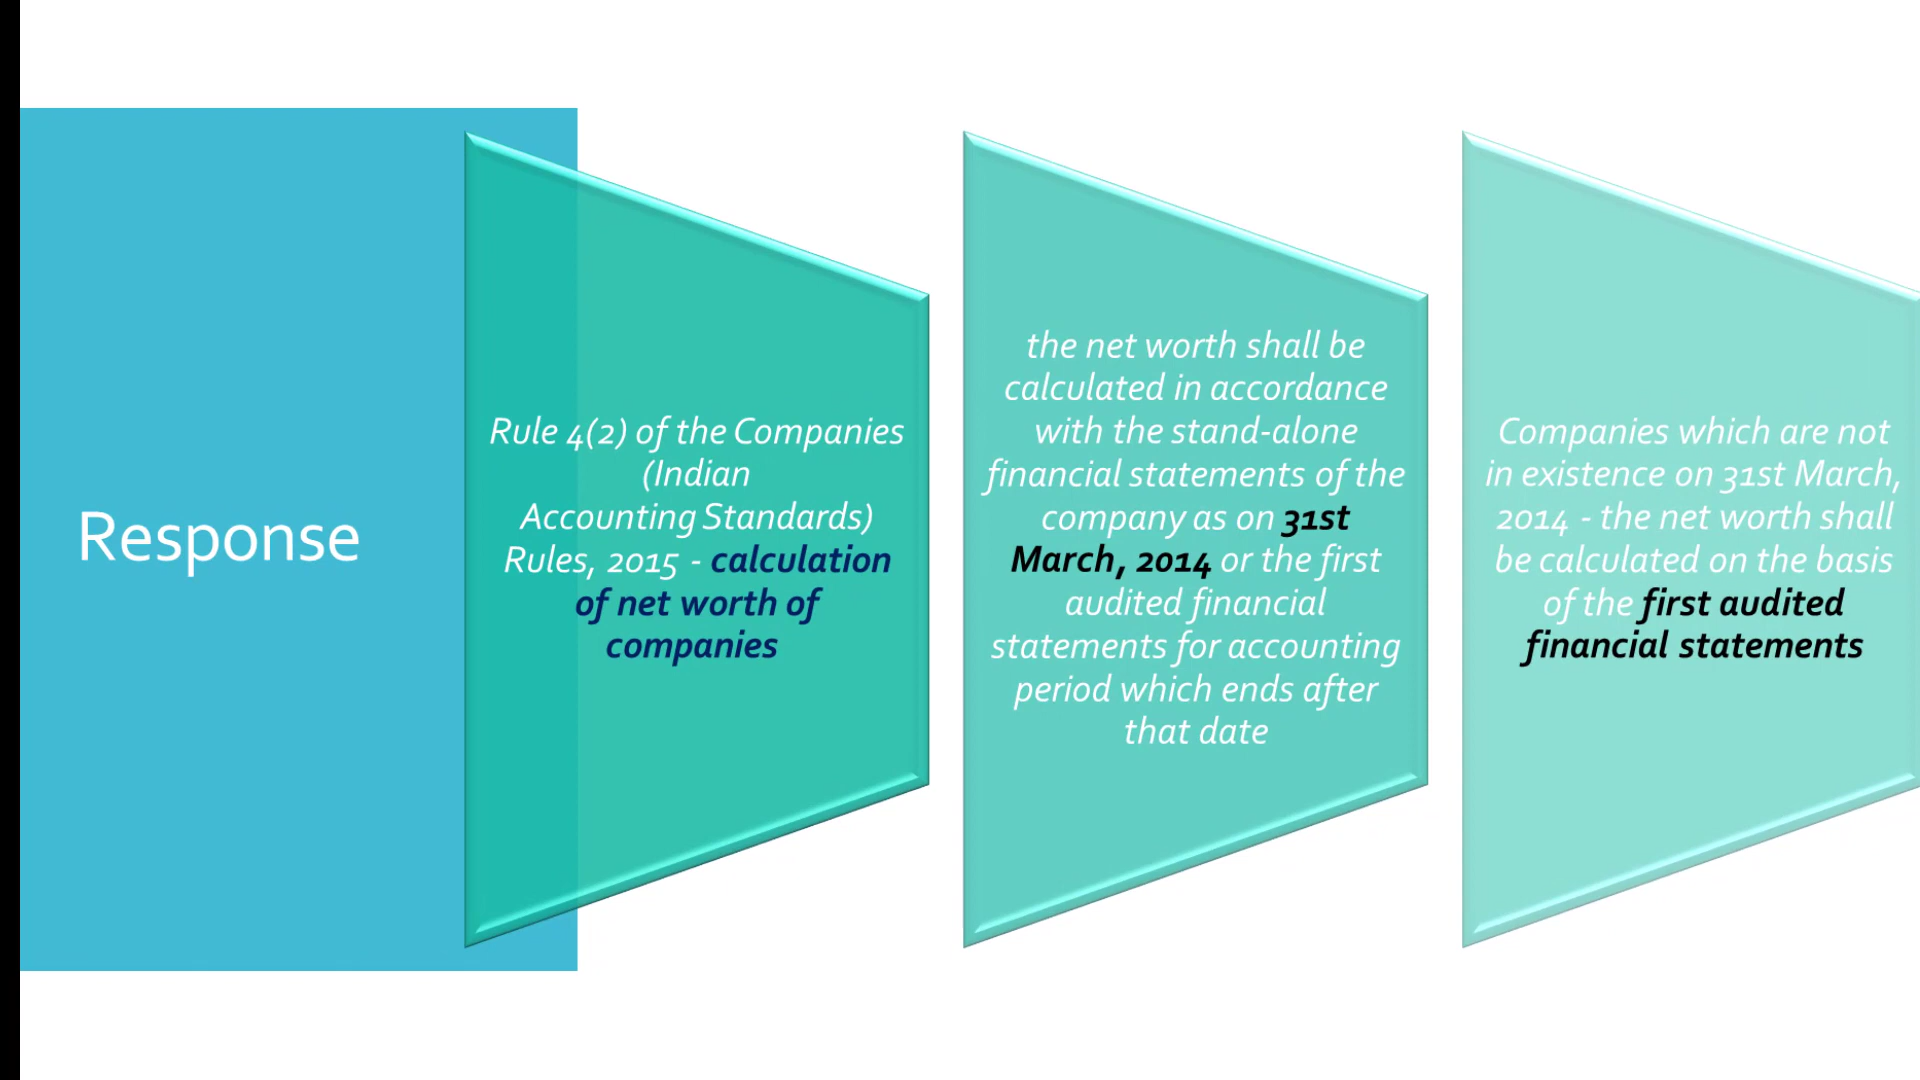 Response
Rule 4(2) of the Companies
(Indian
Accounting Standards)
Rules, 2015 - calculation
of net worth of
companies
the net worth shall be
calculated in accordance
with the stand-alone
financial statements of the
company as on 31st
March, 2014 or the first
audited financial
statements for accounting
period which ends after
that date
Companies which are not
in existence on 31st March,
2014 - the net worth shall
be calculated on the basis
of the first audited
financial statements